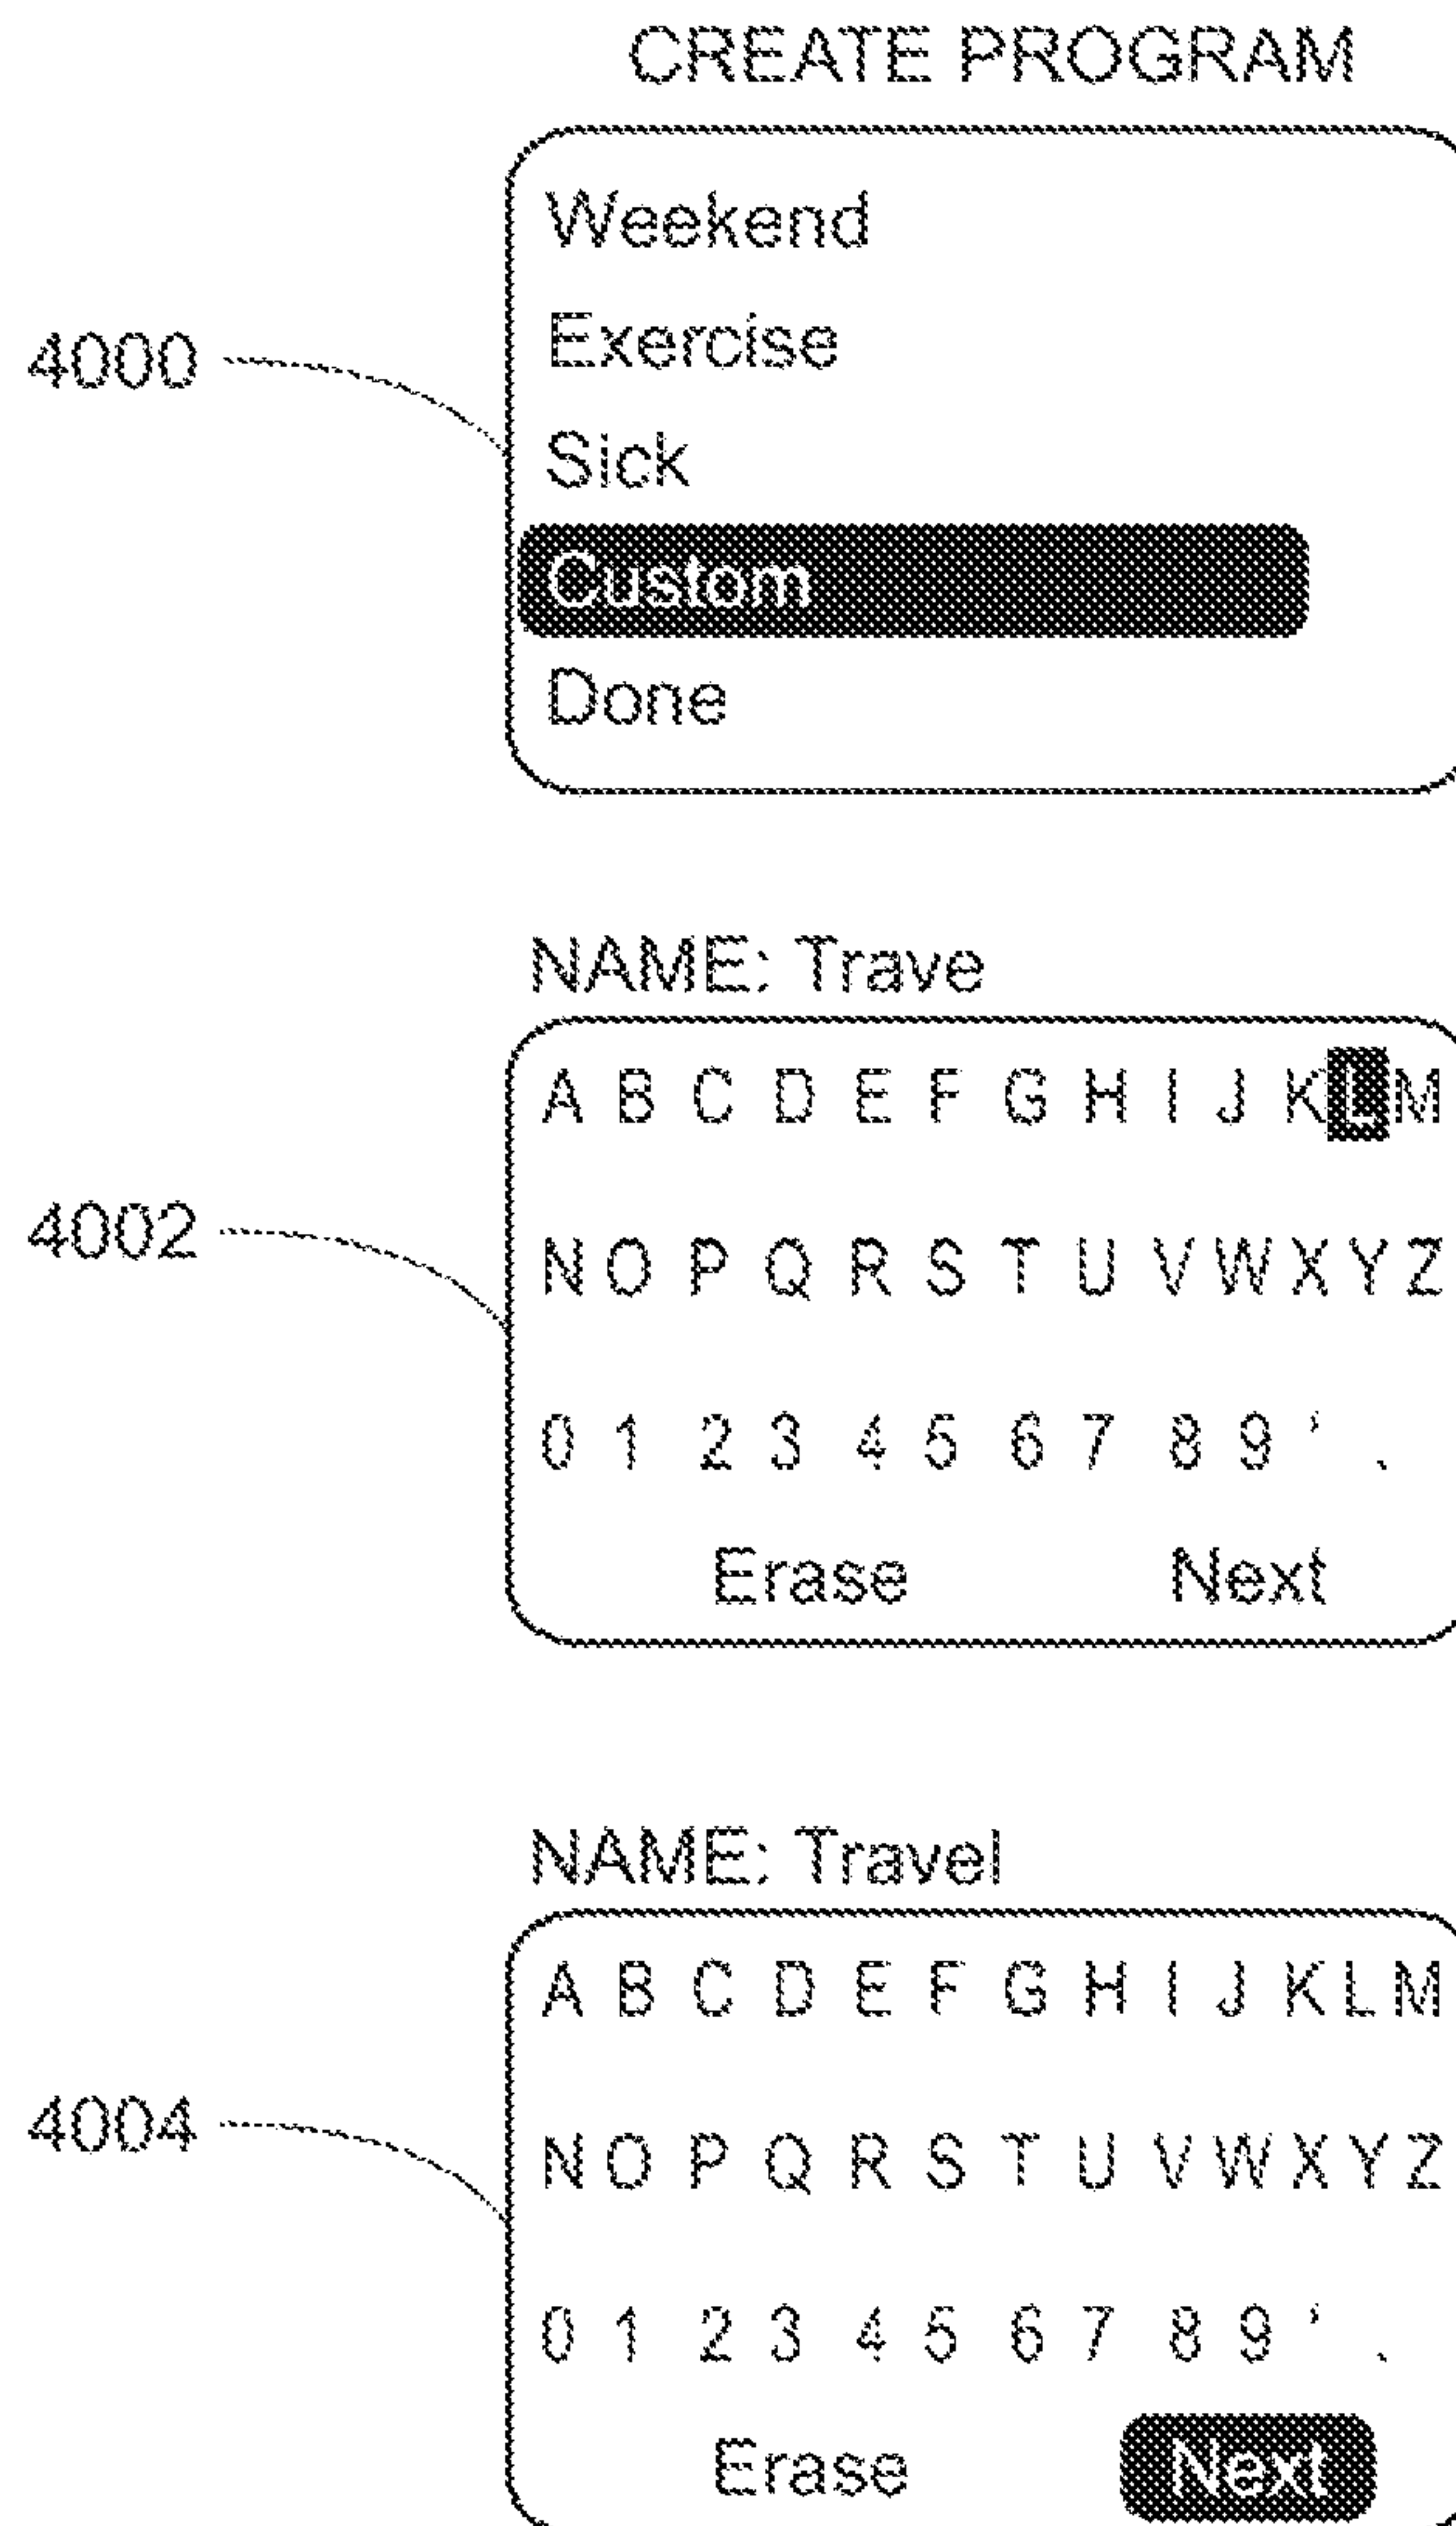 CREATE PROGRAM
Weekend
Exercise
4000
Sick
Custom
Done
NAME: Trave
A B C D E F G H I J K L M
4002
N O P Q R S T U V W X Y Z
0 1 2 3 4 5 6 7 8 9 ' .
Erase Next
NAME: Travel
A B C D E F G H I J K L M
4004
N O P Q R S T U V W X Y Z
0 1 2 3 4 5 6 7 8 9 ' .
Erase Next